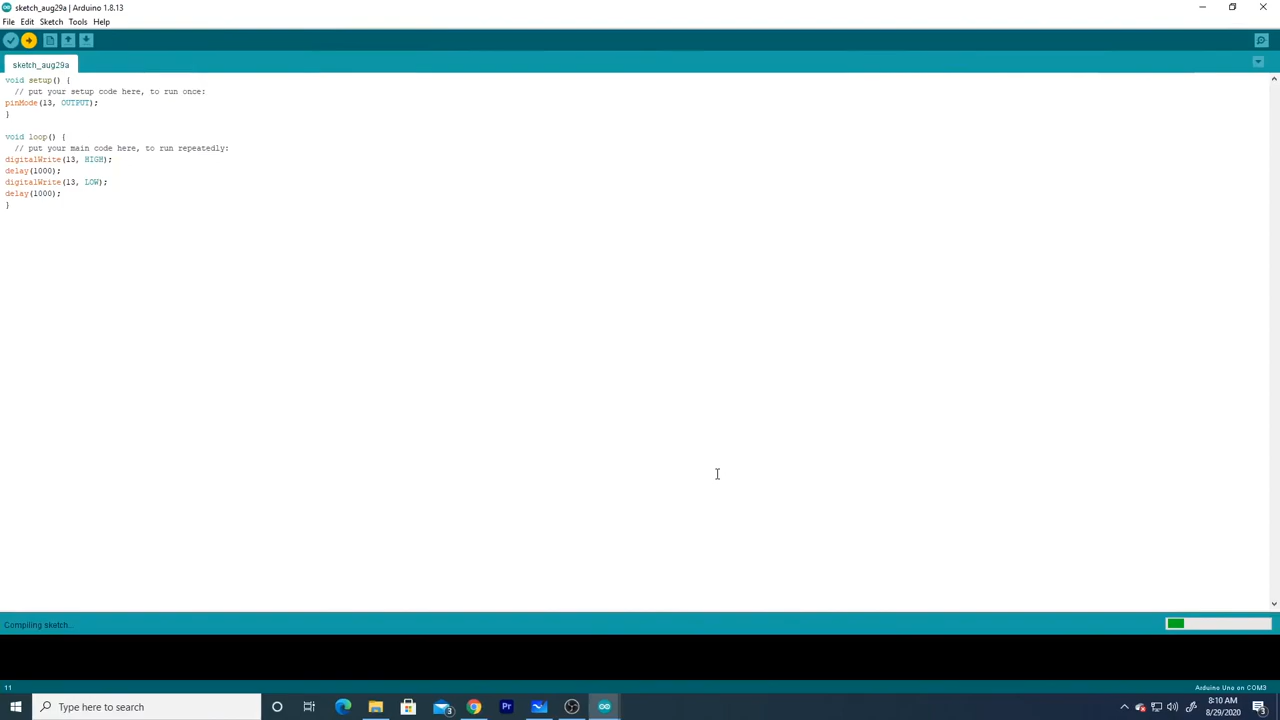 sketch_aug29a | Arduino 1.8.13
File Edit Sketch Tools Help
sketch_aug29a
void setup() {
// put your setup code here, to run once:
pinMode(13, OUTPUT);
}
void loop() {
// put your main code here, to run repeatedly:
digitalWrite(13, HIGH);
delay(1000);
digitalWrite(13, LOW);
delay(1000);
}
Compiling sketch...
11
Arduino Uno on COM3
Type here to search
3
Pr
8:10 AM
8/29/2020
3